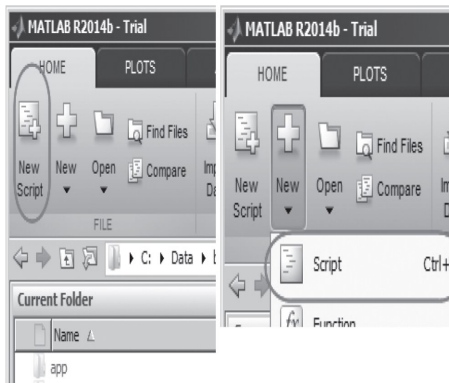 MATLAB R2014b - Trial
HOME PLOTS
New Script
New
Open
Find Files
Compare
FILE
C: ▸ Data ▸
Current Folder
Name
app
MATLAB R2014b - Trial
HOME PLOTS
New Script
New
Open
Find Files
Compare
Script Ctrl+
Function